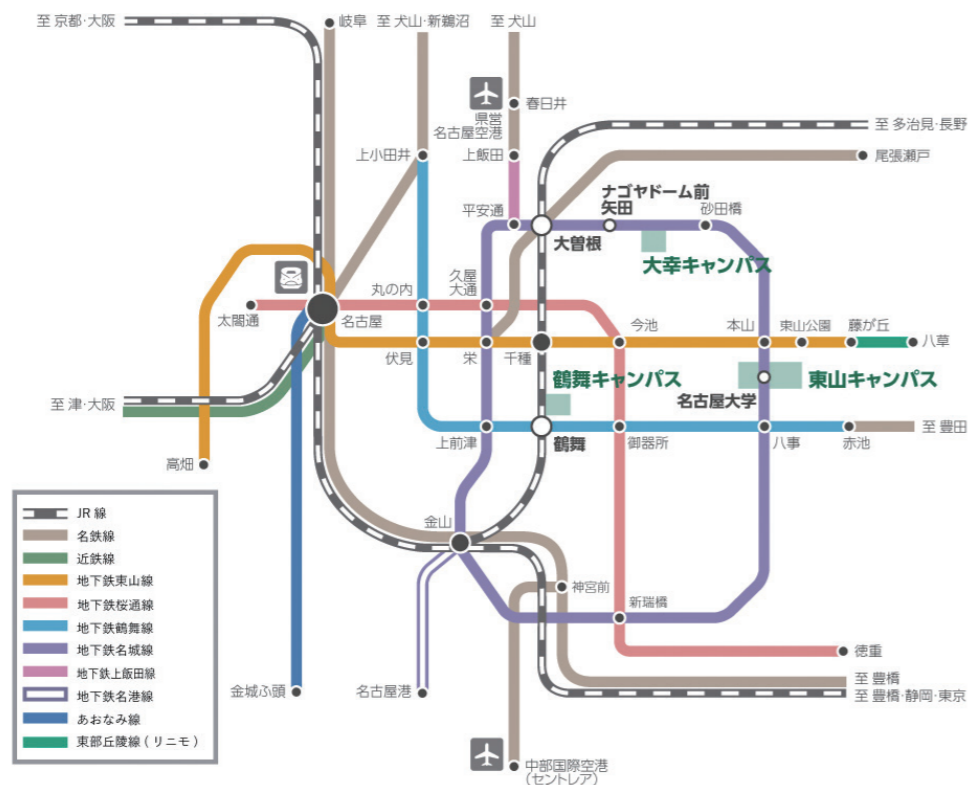 至 京都・大阪
岐阜
至 犬山・新鵜沼
至 犬山
春日井
県営
名古屋空港
至 多治見・長野
上小田井
上飯田
尾張瀬戸
ナゴヤドーム前
矢田
平安通
砂田橋
大曽根
大幸キャンパス
久屋
大通
丸の内
太閤通
名古屋
今池
本山
東山公園
藤が丘
八草
伏見
栄
千種
鶴舞キャンパス
東山キャンパス
名古屋大学
至 津・大阪
上前津
鶴舞
御器所
八事
赤池
至 豊田
高畑
金山
神宮前
新瑞橋
徳重
金城ふ頭
名古屋港
至 豊橋
至 豊橋・静岡・東京
中部国際空港
(セントレア)
JR 線
名鉄線
近鉄線
地下鉄東山線
地下鉄桜通線
地下鉄鶴舞線
地下鉄名城線
地下鉄上飯田線
地下鉄名港線
あおなみ線
東部丘陵線 ( リニモ )